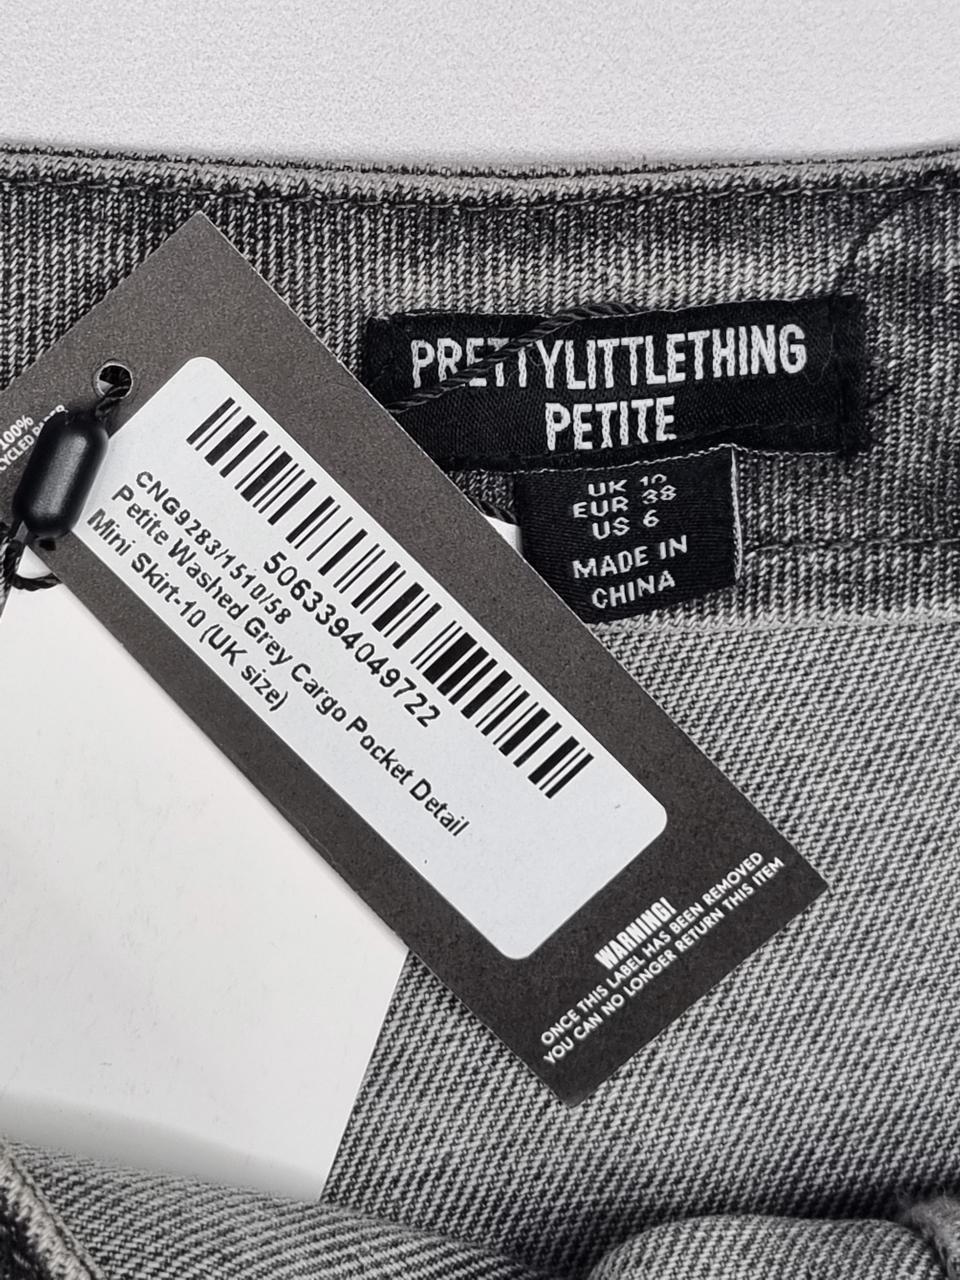 PRETTYLITTLETHING
PETITE
UK 10
EUR 38
US 6
MADE IN
CHINA
100%
5063394049722
CNG9283/1510/58
Petite Washed Grey Cargo Pocket Detail
Mini Skirt-10 (UK size)
WARNING!
ONCE THIS LABEL HAS BEEN REMOVED
YOU CAN NO LONGER RETURN THIS ITEM